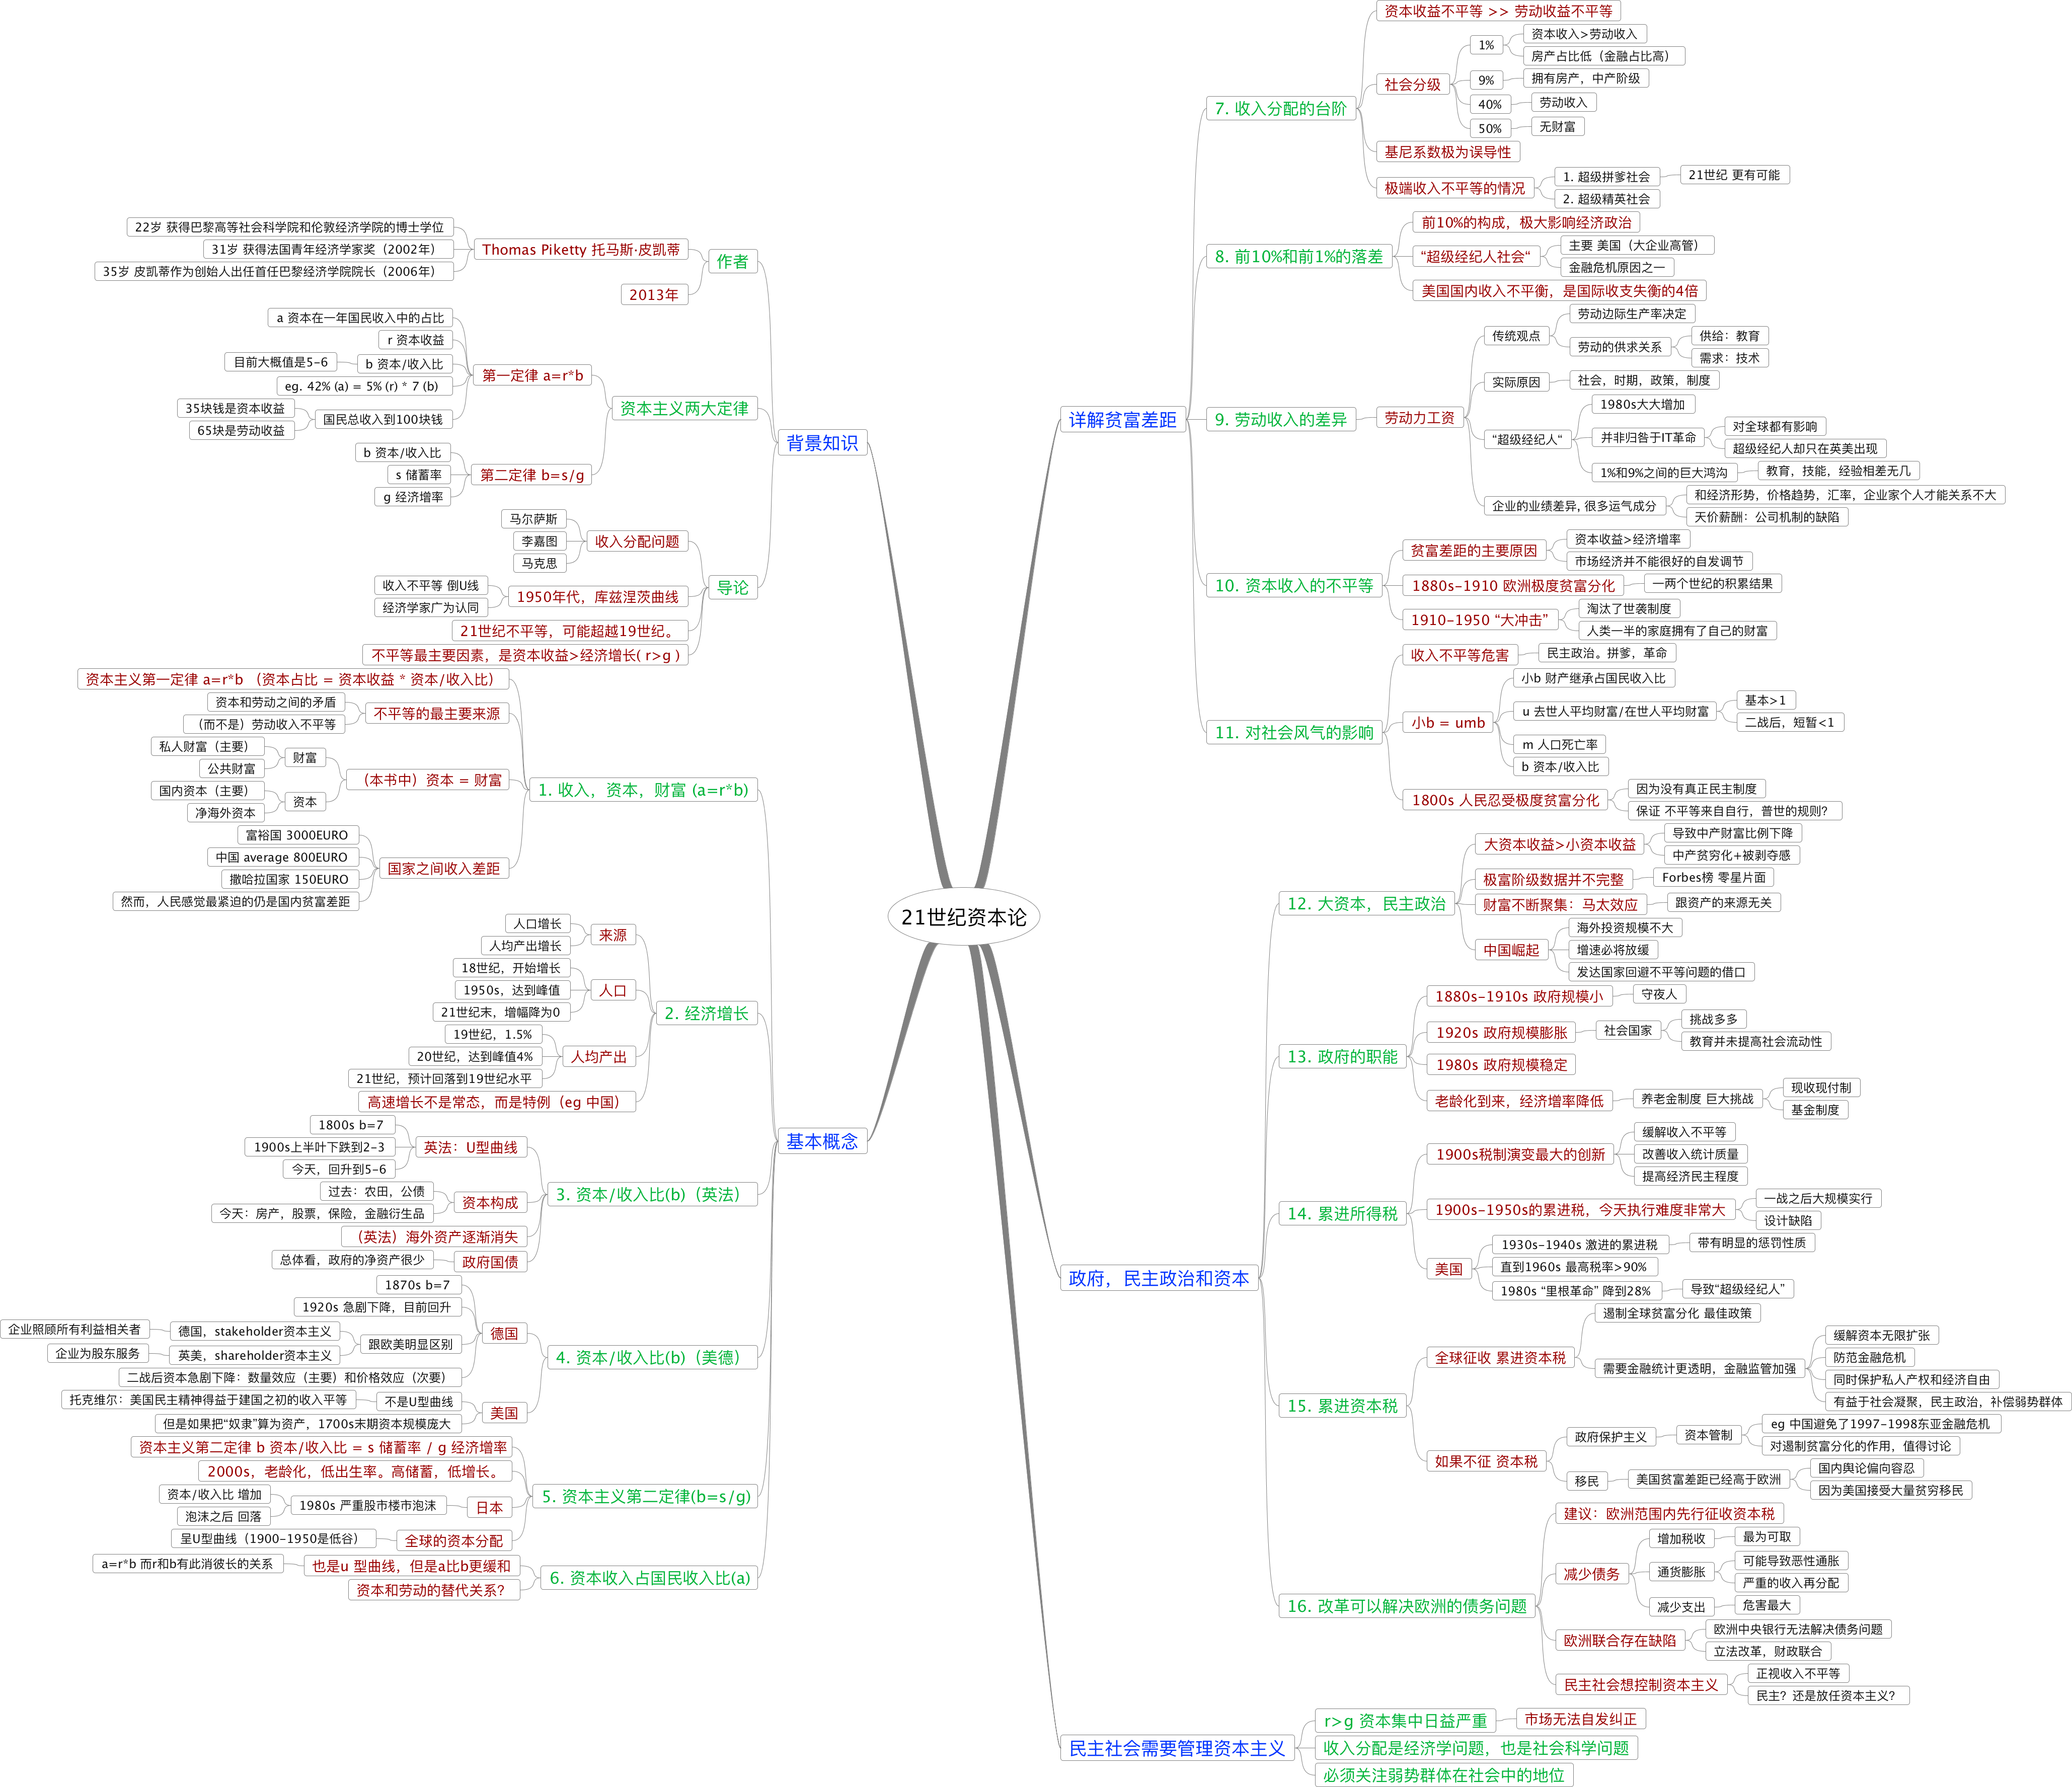 21世纪资本论
背景知识
作者
Thomas Piketty 托马斯·皮凯蒂
22岁 获得巴黎高等社会科学院和伦敦经济学院的博士学位
31岁 获得法国青年经济学家奖（2002年）
35岁 皮凯蒂作为创始人出任首任巴黎经济学院院长（2006年）
2013年
资本主义两大定律
第一定律 a=r*b
a 资本在一年国民收入中的占比
r 资本收益
b 资本/收入比
目前大概值是5-6
eg. 42% (a) = 5% (r) * 7 (b)
国民总收入到100块钱
35块钱是资本收益
65块是劳动收益
第二定律 b=s/g
b 资本/收入比
s 储蓄率
g 经济增率
导论
收入分配问题
马尔萨斯
李嘉图
马克思
1950年代，库兹涅茨曲线
收入不平等 倒U线
经济学家广为认同
21世纪不平等，可能超越19世纪。
不平等最主要因素，是资本收益>经济增长( r>g )
基本概念
1. 收入，资本，财富 (a=r*b)
资本主义第一定律 a=r*b （资本占比 = 资本收益 * 资本/收入比）
不平等的最主要来源
资本和劳动之间的矛盾
（而不是）劳动收入不平等
（本书中）资本 = 财富
财富
私人财富（主要）
公共财富
资本
国内资本（主要）
净海外资本
国家之间收入差距
富裕国 3000EURO
中国 average 800EURO
撒哈拉国家 150EURO
然而，人民感觉最紧迫的仍是国内贫富差距
2. 经济增长
来源
人口增长
人均产出增长
人口
18世纪，开始增长
1950s，达到峰值
21世纪末，增幅降为0
人均产出
19世纪，1.5%
20世纪，达到峰值4%
21世纪，预计回落到19世纪水平
高速增长不是常态，而是特例（eg 中国）
3. 资本/收入比(b)（英法）
英法：U型曲线
1800s b=7
1900s上半叶下跌到2-3
今天，回升到5-6
资本构成
过去：农田，公债
今天：房产，股票，保险，金融衍生品
（英法）海外资产逐渐消失
政府国债
总体看，政府的净资产很少
4. 资本/收入比(b)（美德）
德国
1870s b=7
1920s 急剧下降，目前回升
跟欧美明显区别
德国，stakeholder资本主义
企业照顾所有利益相关者
英美，shareholder资本主义
企业为股东服务
二战后资本急剧下降：数量效应（主要）和价格效应（次要）
美国
不是U型曲线
托克维尔：美国民主精神得益于建国之初的收入平等
但是如果把“奴隶”算为资产，1700s末期资本规模庞大
5. 资本主义第二定律(b=s/g)
资本主义第二定律 b 资本/收入比 = s 储蓄率 / g 经济增率
2000s，老龄化，低出生率。高储蓄，低增长。
日本
1980s 严重股市楼市泡沫
资本/收入比 增加
泡沫之后 回落
全球的资本分配
呈U型曲线（1900-1950是低谷）
6. 资本收入占国民收入比(a)
也是u 型曲线，但是a比b更缓和
a=r*b 而r和b有此消彼长的关系
资本和劳动的替代关系？
详解贫富差距
7. 收入分配的台阶
资本收益不平等 >> 劳动收益不平等
社会分级
1%
资本收入>劳动收入
房产占比低（金融占比高）
9%
拥有房产，中产阶级
40%
劳动收入
50%
无财富
基尼系数极为误导性
极端收入不平等的情况
1. 超级拼爹社会
21世纪 更有可能
2. 超级精英社会
8. 前10%和前1%的落差
前10%的构成，极大影响经济政治
“超级经纪人社会“
主要 美国（大企业高管）
金融危机原因之一
美国国内收入不平衡，是国际收支失衡的4倍
9. 劳动收入的差异
劳动力工资
传统观点
劳动边际生产率决定
劳动的供求关系
供给：教育
需求：技术
实际原因
社会，时期，政策，制度
“超级经纪人“
1980s大大增加
并非归咎于IT革命
对全球都有影响
超级经纪人却只在英美出现
1%和9%之间的巨大鸿沟
教育，技能，经验相差无几
企业的业绩差异, 很多运气成分
和经济形势，价格趋势，汇率，企业家个人才能关系不大
天价薪酬：公司机制的缺陷
10. 资本收入的不平等
贫富差距的主要原因
资本收益>经济增率
市场经济并不能很好的自发调节
1880s-1910 欧洲极度贫富分化
一两个世纪的积累结果
1910-1950 “大冲击”
淘汰了世袭制度
人类一半的家庭拥有了自己的财富
11. 对社会风气的影响
收入不平等危害
民主政治。拼爹，革命
小b = umb
小b 财产继承占国民收入比
u 去世人平均财富/在世人平均财富
基本>1
二战后，短暂<1
m 人口死亡率
b 资本/收入比
1800s 人民忍受极度贫富分化
因为没有真正民主制度
保证 不平等来自自行，普世的规则？
政府，民主政治和资本
12. 大资本，民主政治
大资本收益>小资本收益
导致中产财富比例下降
中产贫穷化+被剥夺感
极富阶级数据并不完整
Forbes榜 零星片面
财富不断聚集：马太效应
跟资产的来源无关
中国崛起
海外投资规模不大
增速必将放缓
发达国家回避不平等问题的借口
13. 政府的职能
1880s-1910s 政府规模小
守夜人
1920s 政府规模膨胀
社会国家
挑战多多
教育并未提高社会流动性
1980s 政府规模稳定
老龄化到来，经济增率降低
养老金制度 巨大挑战
现收现付制
基金制度
14. 累进所得税
1900s税制演变最大的创新
缓解收入不平等
改善收入统计质量
提高经济民主程度
1900s-1950s的累进税，今天执行难度非常大
一战之后大规模实行
设计缺陷
美国
1930s-1940s 激进的累进税
带有明显的惩罚性质
直到1960s 最高税率>90%
1980s “里根革命” 降到28%
导致“超级经纪人”
15. 累进资本税
全球征收 累进资本税
遏制全球贫富分化 最佳政策
需要金融统计更透明，金融监管加强
缓解资本无限扩张
防范金融危机
同时保护私人产权和经济自由
有益于社会凝聚，民主政治，补偿弱势群体
如果不征 资本税
政府保护主义
资本管制
eg 中国避免了1997-1998东亚金融危机
对遏制贫富分化的作用，值得讨论
移民
美国贫富差距已经高于欧洲
国内舆论偏向容忍
因为美国接受大量贫穷移民
16. 改革可以解决欧洲的债务问题
建议：欧洲范围内先行征收资本税
减少债务
增加税收
最为可取
通货膨胀
可能导致恶性通胀
严重的收入再分配
减少支出
危害最大
欧洲联合存在缺陷
欧洲中央银行无法解决债务问题
立法改革，财政联合
民主社会想控制资本主义
正视收入不平等
民主？还是放任资本主义？
民主社会需要管理资本主义
r>g 资本集中日益严重
市场无法自发纠正
收入分配是经济学问题，也是社会科学问题
必须关注弱势群体在社会中的地位